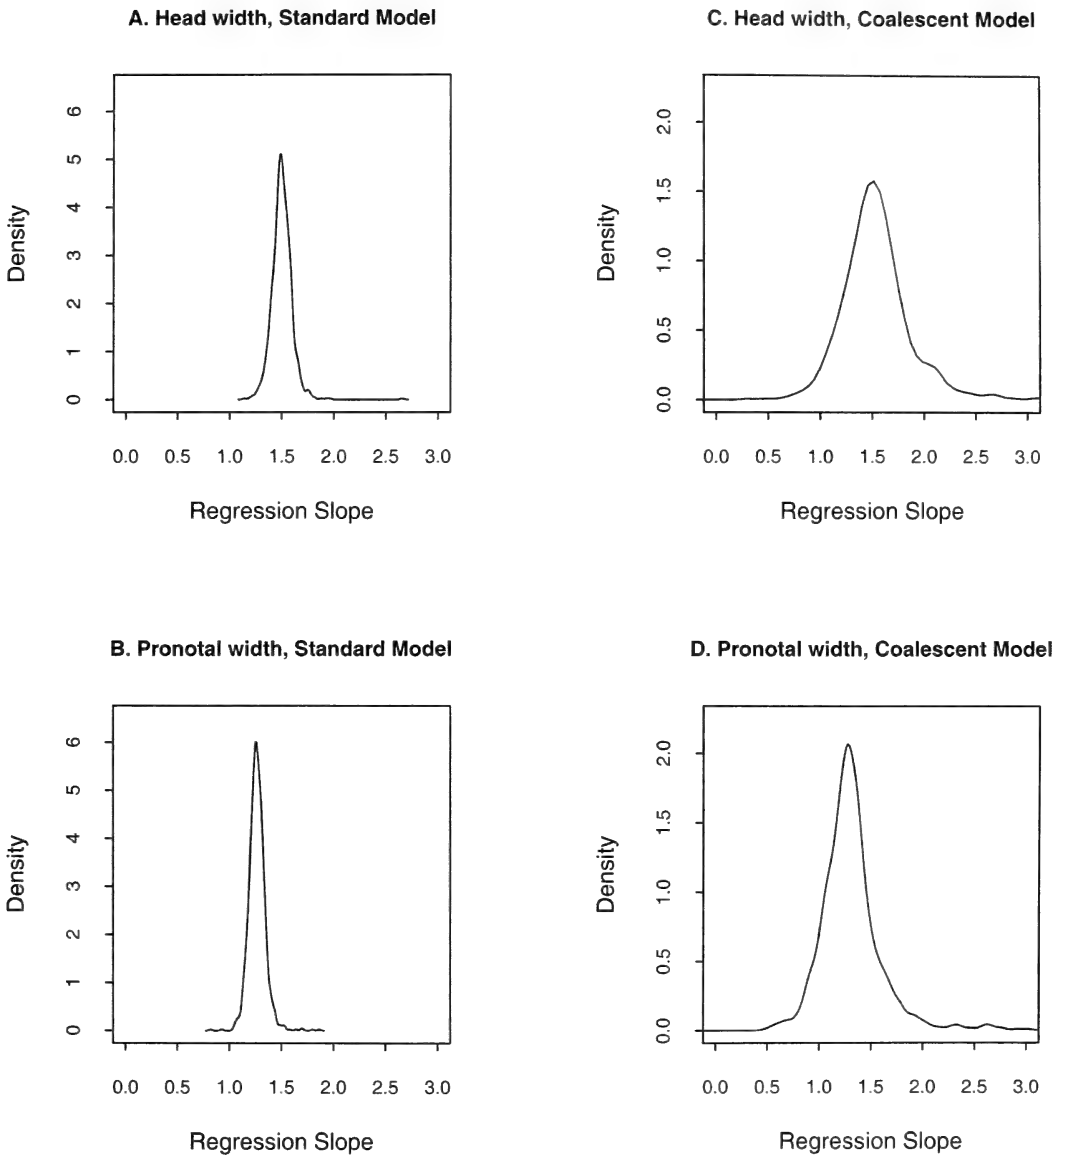 A. Head width, Standard Model
Density
0 1 2 3 4 5 6
0.0 0.5 1.0 1.5 2.0 2.5 3.0
Regression Slope
C. Head width, Coalescent Model
Density
0.0 0.5 1.0 1.5 2.0
0.0 0.5 1.0 1.5 2.0 2.5 3.0
Regression Slope
B. Pronotal width, Standard Model
Density
0 1 2 3 4 5 6
0.0 0.5 1.0 1.5 2.0 2.5 3.0
Regression Slope
D. Pronotal width, Coalescent Model
Density
0.0 0.5 1.0 1.5 2.0
0.0 0.5 1.0 1.5 2.0 2.5 3.0
Regression Slope